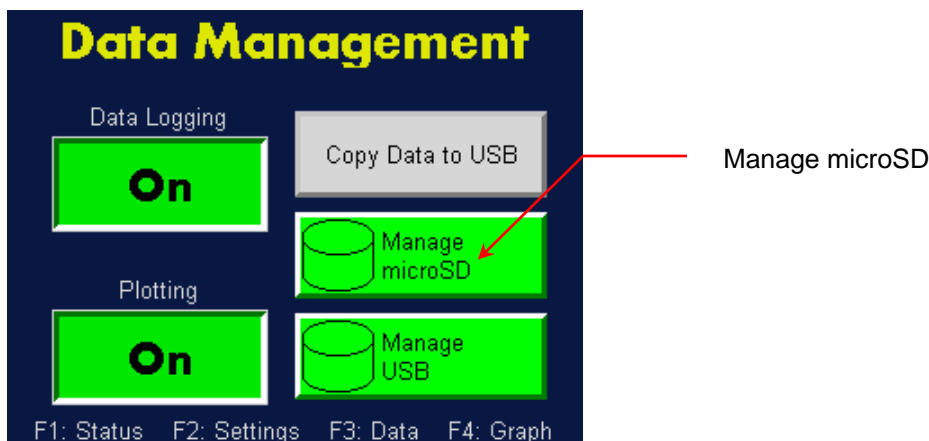 Data Management
Data Logging
On
Copy Data to USB
Manage microSD
Manage
microSD
Plotting
On
Manage
USB
F1: Status F2: Settings F3: Data F4: Graph